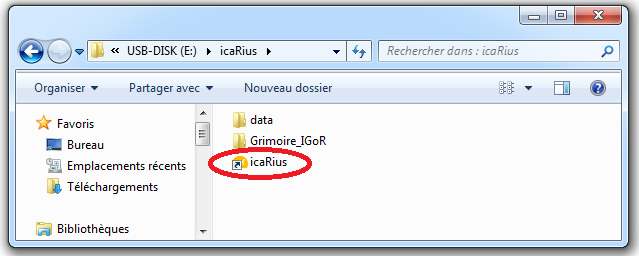 « USB-DISK (E:) icaRius
Rechercher dans : icaRius
Organiser Partager avec Nouveau dossier
Favoris
Bureau
Emplacements récents
Téléchargements
Bibliothèques
data
Grimoire_IGoR
icaRius